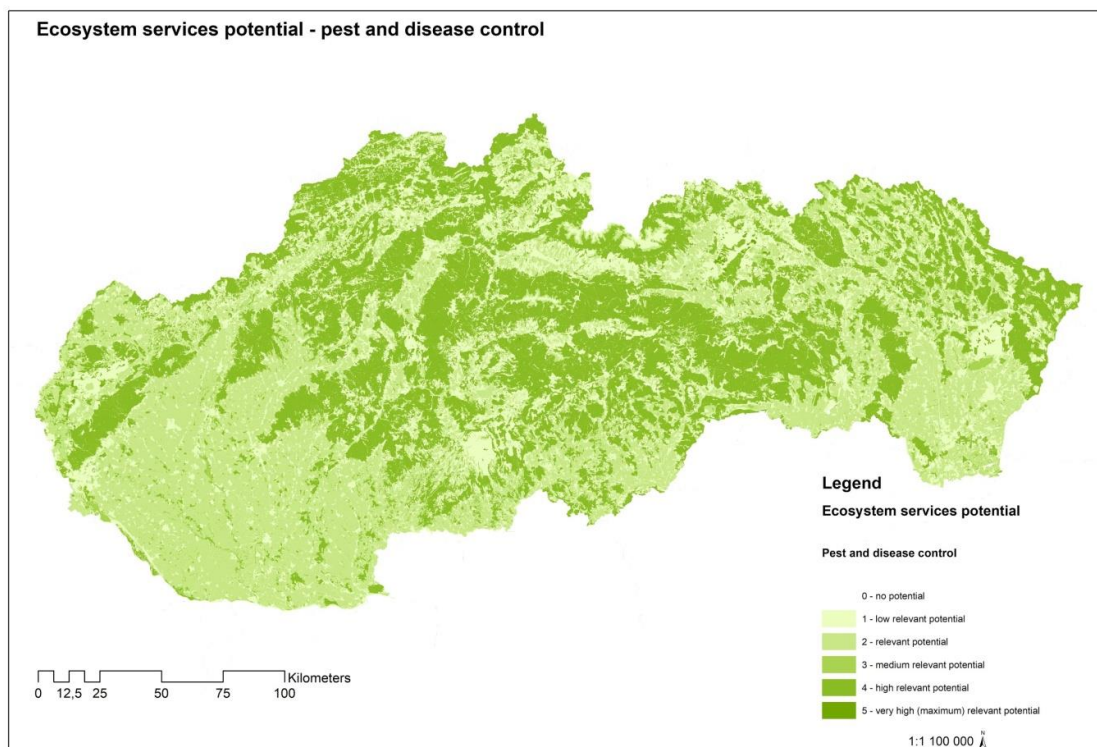 Ecosystem services potential - pest and disease control
Legend
Ecosystem services potential
Pest and disease control
0 - no potential
1 - low relevant potential
2 - relevant potential
3 - medium relevant potential
4 - high relevant potential
5 - very high (maximum) relevant potential
Kilometers
0 12,5 25 50 75 100
1:1 100 000 N